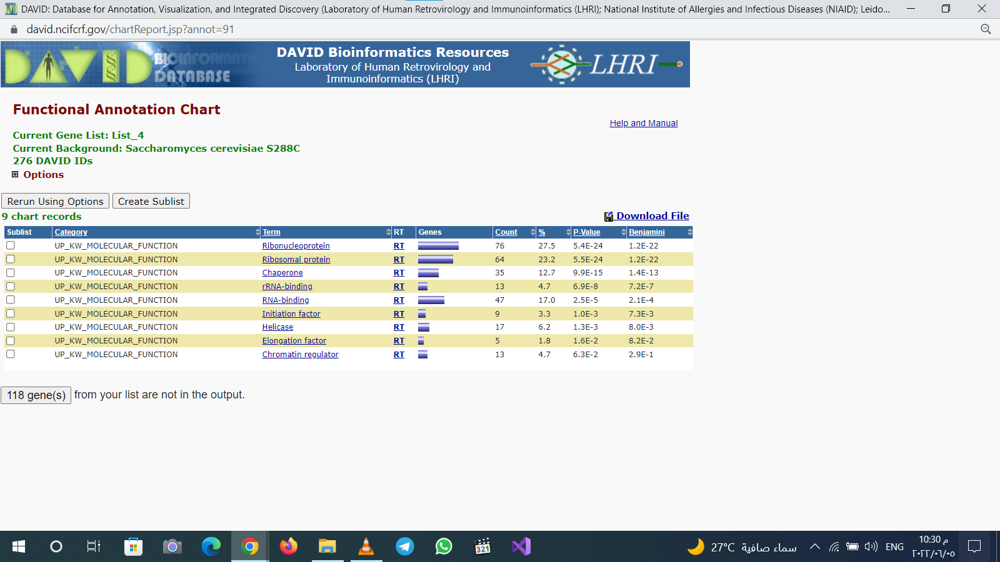 DAVID: Database for Annotation, Visualization, and Integrated Discovery (Laboratory of Human Retrovirology and Immunoinformatics (LHRI); National Institute of Allergies and Infectious Diseases (NIAID); Leido...
david.ncifcrf.gov/chartReport.jsp?annot=91
DAVID BIOINFORMATIC DATABASE
DAVID Bioinformatics Resources
Laboratory of Human Retrovirology and
Immunoinformatics (LHRI)
LHRI
Functional Annotation Chart
Help and Manual
Current Gene List: List_4
Current Background: Saccharomyces cerevisiae S288C
276 DAVID IDs
Options
Rerun Using Options Create Sublist
9 chart records Download File
Sublist Category Term RT Genes Count % P-Value Benjamini
UP_KW_MOLECULAR_FUNCTION Ribonucleoprotein RT 76 27.5 5.4E-24 1.2E-22
UP_KW_MOLECULAR_FUNCTION Ribosomal protein RT 64 23.2 5.5E-24 1.2E-22
UP_KW_MOLECULAR_FUNCTION Chaperone RT 35 12.7 9.9E-15 1.4E-13
UP_KW_MOLECULAR_FUNCTION rRNA-binding RT 13 4.7 6.9E-8 7.2E-7
UP_KW_MOLECULAR_FUNCTION RNA-binding RT 47 17.0 2.5E-5 2.1E-4
UP_KW_MOLECULAR_FUNCTION Initiation factor RT 9 3.3 1.0E-3 7.3E-3
UP_KW_MOLECULAR_FUNCTION Helicase RT 17 6.2 1.3E-3 8.0E-3
UP_KW_MOLECULAR_FUNCTION Elongation factor RT 5 1.8 1.6E-2 8.2E-2
UP_KW_MOLECULAR_FUNCTION Chromatin regulator RT 13 4.7 6.3E-2 2.9E-1
118 gene(s) from your list are not in the output.
321
27°C سماء صافية ENG
10:30 م
٢٠٢٢/٠٦/٠٥